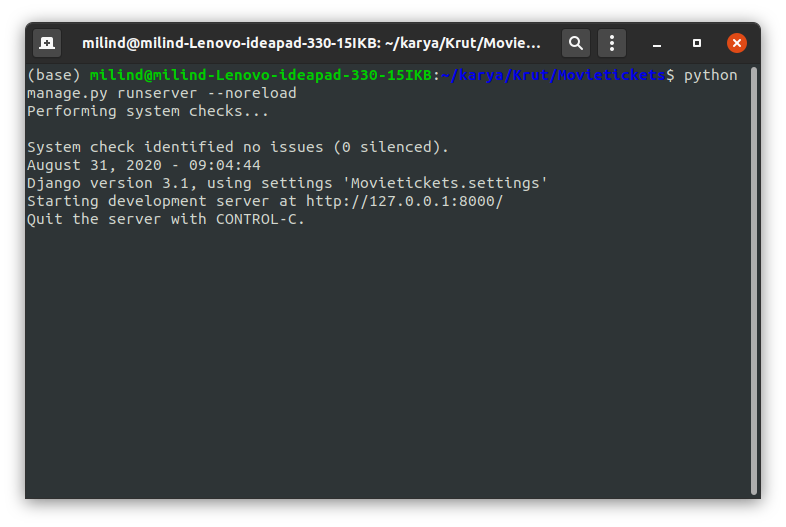 milind@milind-Lenovo-ideapad-330-15IKB: ~/karya/Krut/Movie...
(base) milind@milind-Lenovo-ideapad-330-15IKB:~/karya/Krut/Movietickets$ python
manage.py runserver --noreload
Performing system checks...
System check identified no issues (0 silenced).
August 31, 2020 - 09:04:44
Django version 3.1, using settings 'Movietickets.settings'
Starting development server at http://127.0.0.1:8000/
Quit the server with CONTROL-C.